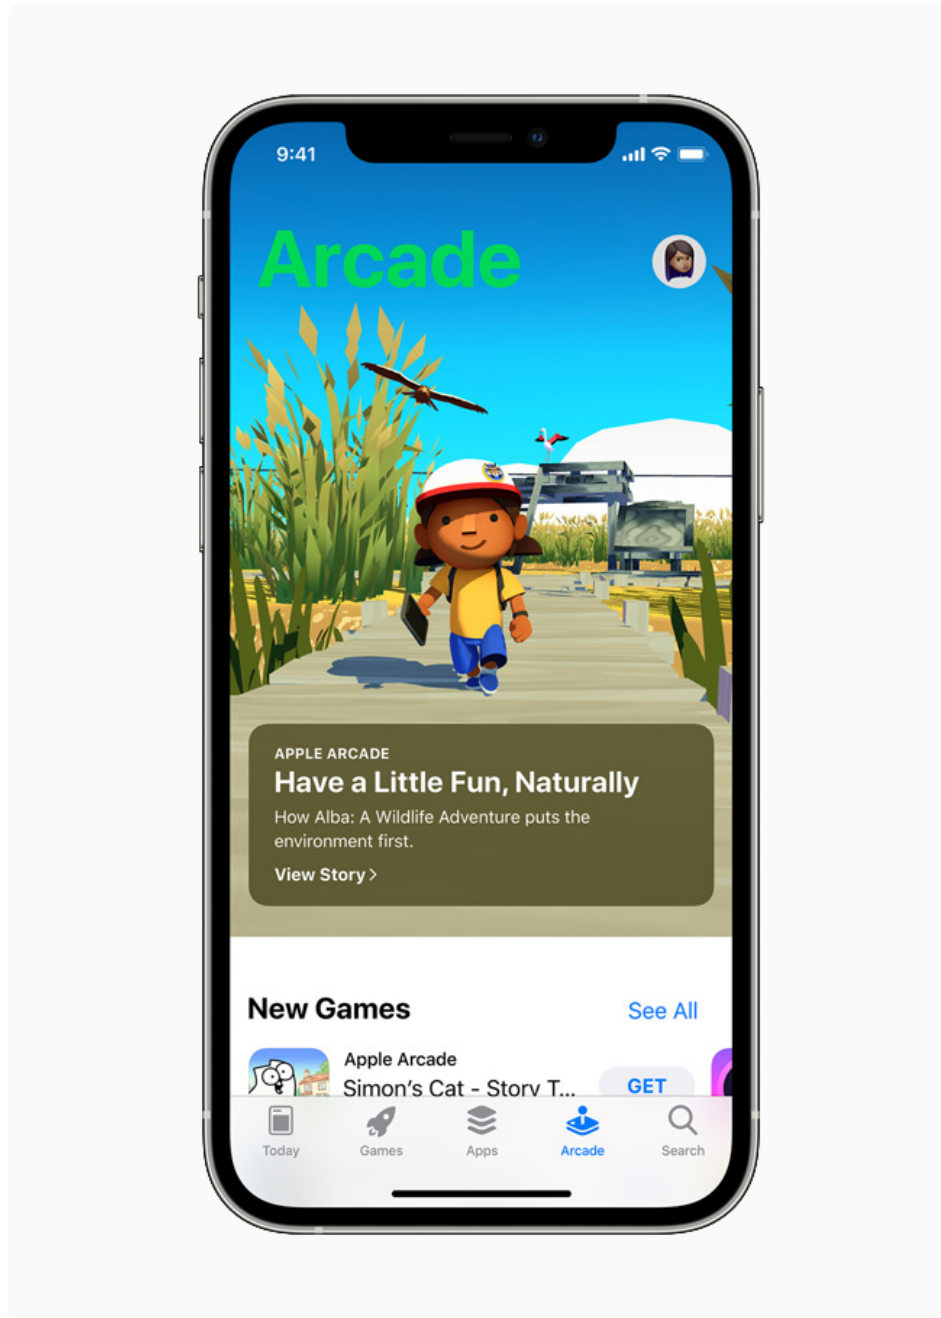 9:41
Arcade
APPLE ARCADE
Have a Little Fun, Naturally
How Alba: A Wildlife Adventure puts the
environment first.
View Story
New Games
See All
Apple Arcade
Simon's Cat - Story T...
GET
Today
Games
Apps
Arcade
Search